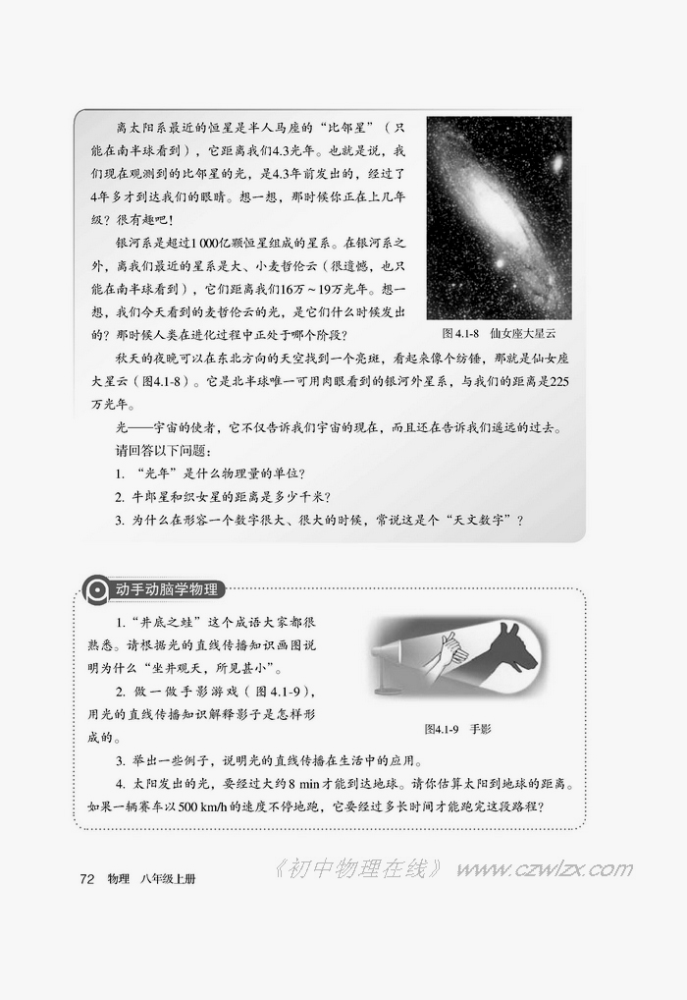 离太阳系最近的恒星是半人马座的“比邻星”（只
能在南半球看到），它距离我们4.3光年。也就是说，我
们现在观测到的比邻星的光，是4.3年前发出的，经过了
4年多才到达我们的眼睛。想一想，那时候你正在上几年
级？很有趣吧！
银河系是超过1 000亿颗恒星组成的星系。在银河系之
外，离我们最近的星系是大、小麦哲伦云（很遗憾，也只
能在南半球看到），它们距离我们16万～19万光年。想一
想，我们今天看到的麦哲伦云的光，是它们什么时候发出
的？那时候人类在进化过程中正处于哪个阶段？
图 4.1-8 仙女座大星云
秋天的夜晚可以在东北方向的天空找到一个亮斑，看起来像个纺锤，那就是仙女座
大星云（图4.1-8）。它是北半球唯一可用肉眼看到的银河外星系，与我们的距离是225
万光年。
光——宇宙的使者，它不仅告诉我们宇宙的现在，而且还在告诉我们遥远的过去。
请回答以下问题：
1. “光年”是什么物理量的单位？
2. 牛郎星和织女星的距离是多少千米？
3. 为什么在形容一个数字很大、很大的时候，常说这是个“天文数字”？
动手动脑学物理
1.“井底之蛙”这个成语大家都很
熟悉。请根据光的直线传播知识画图说
明为什么“坐井观天，所见甚小”。
2. 做一做手影游戏（图4.1-9），
用光的直线传播知识解释影子是怎样形
成的。
图4.1-9 手影
3. 举出一些例子，说明光的直线传播在生活中的应用。
4. 太阳发出的光，要经过大约8 min才能到达地球。请你估算太阳到地球的距离。
如果一辆赛车以500 km/h的速度不停地跑，它要经过多长时间才能跑完这段路程？
72 物理 八年级上册
《初中物理在线》 www.czwlzx.com